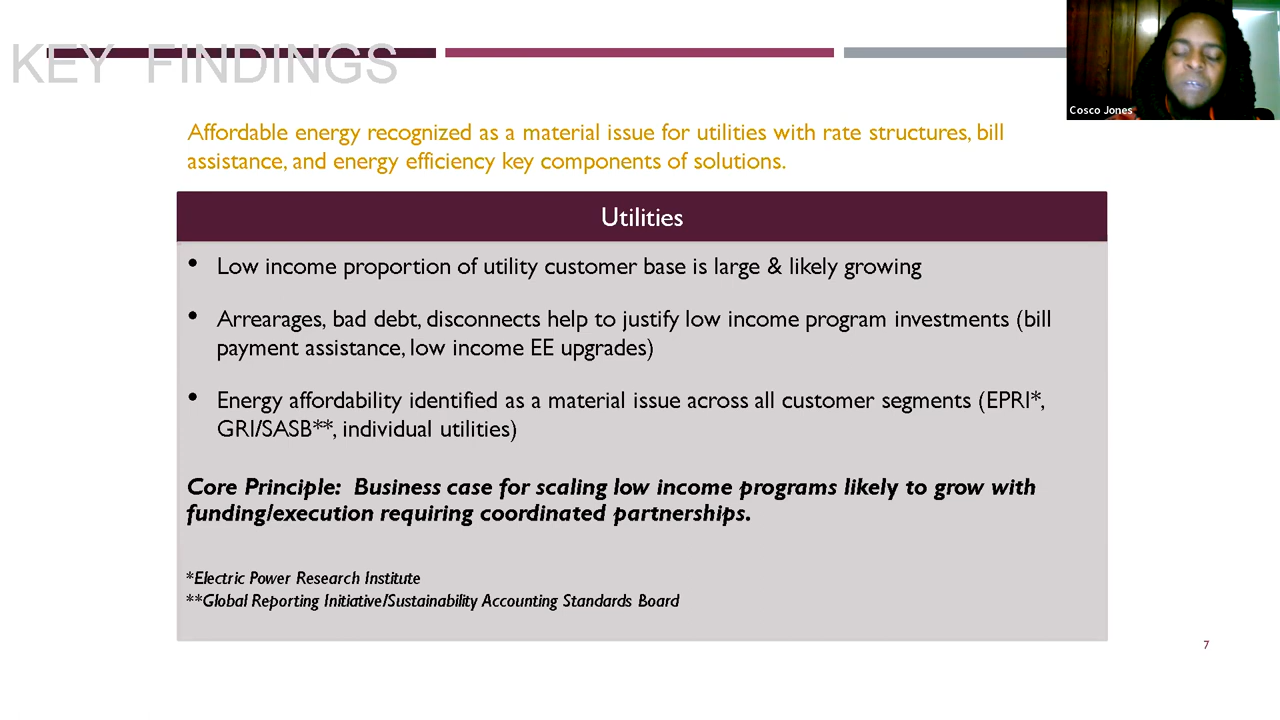 KEY FINDINGS
Cosco Jones
Affordable energy recognized as a material issue for utilities with rate structures, bill
assistance, and energy efficiency key components of solutions.
Utilities
• Low income proportion of utility customer base is large & likely growing
• Arrearages, bad debt, disconnects help to justify low income program investments (bill
payment assistance, low income EE upgrades)
• Energy affordability identified as a material issue across all customer segments (EPRI*,
GRI/SASB**, individual utilities)
Core Principle: Business case for scaling low income programs likely to grow with
funding/execution requiring coordinated partnerships.
*Electric Power Research Institute
**Global Reporting Initiative/Sustainability Accounting Standards Board
7